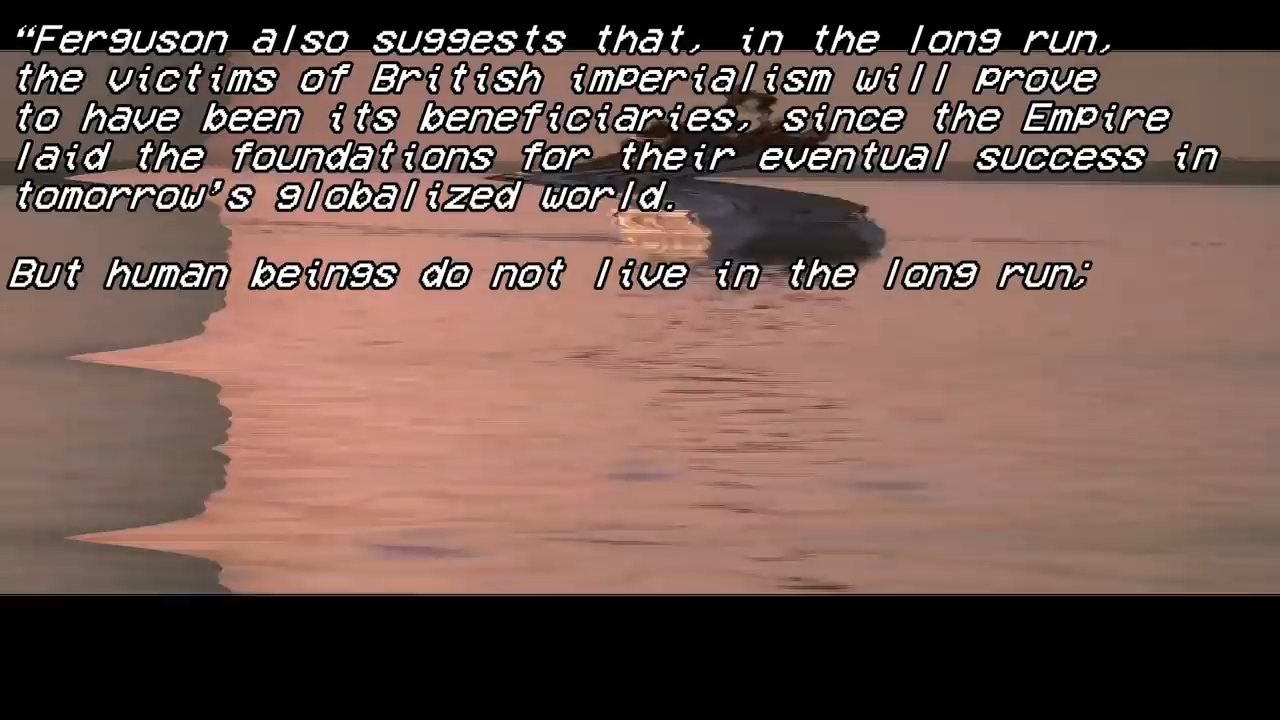 “Ferguson also suggests that, in the long run,
the victims of British imperialism will prove
to have been its beneficiaries, since the Empire
laid the foundations for their eventual success in
tomorrow’s globalized world.
But human beings do not live in the long run;